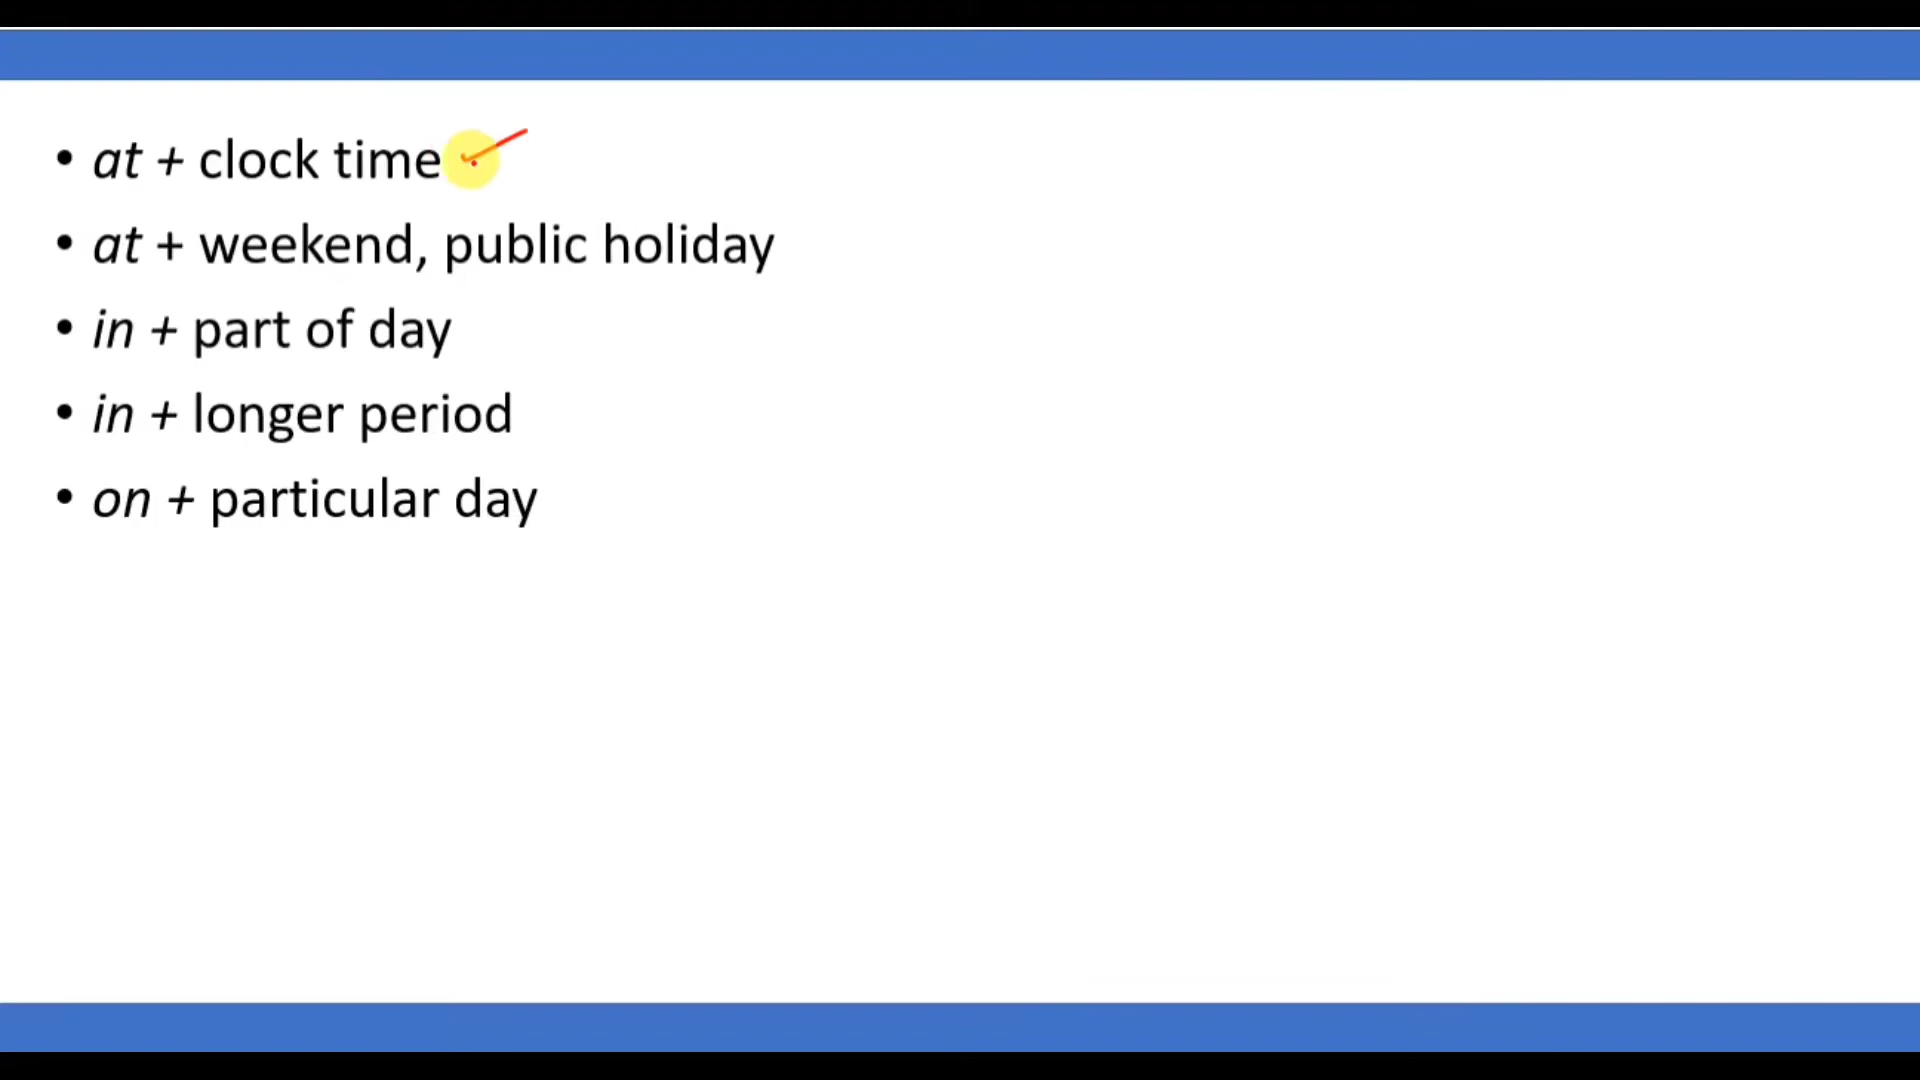 • at + clock time
• at + weekend, public holiday
• in + part of day
• in + longer period
• on + particular day